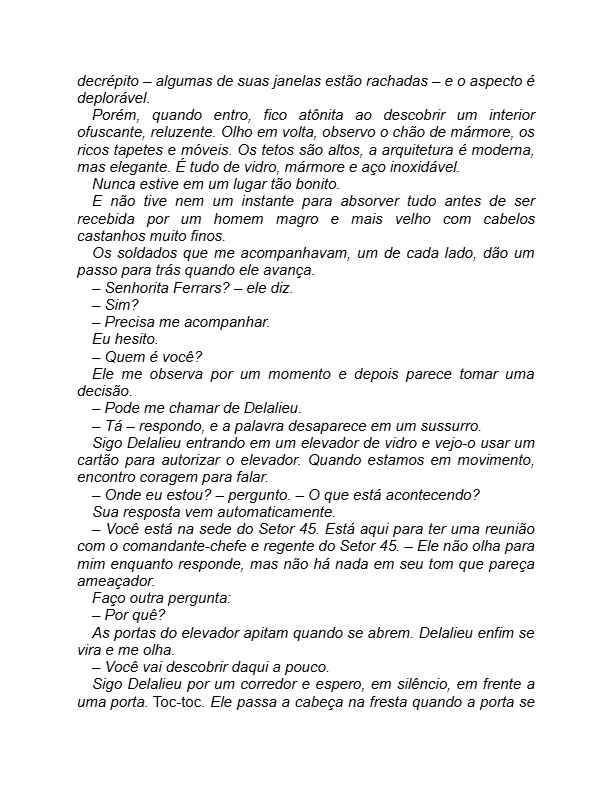 decrépito – algumas de suas janelas estão rachadas – e o aspecto é
deplorável.
Porém, quando entro, fico atônita ao descobrir um interior
ofuscante, reluzente. Olho em volta, observo o chão de mármore, os
ricos tapetes e móveis. Os tetos são altos, a arquitetura é moderna,
mas elegante. É tudo de vidro, mármore e aço inoxidável.
Nunca estive em um lugar tão bonito.
E não tive nem um instante para absorver tudo antes de ser
recebida por um homem magro e mais velho com cabelos
castanhos muito finos.
Os soldados que me acompanhavam, um de cada lado, dão um
passo para trás quando ele avança.
– Senhorita Ferrars? – ele diz.
– Sim?
– Precisa me acompanhar.
Eu hesito.
– Quem é você?
Ele me observa por um momento e depois parece tomar uma
decisão.
– Pode me chamar de Delalieu.
– Tá – respondo, e a palavra desaparece em um sussurro.
Sigo Delalieu entrando em um elevador de vidro e vejo-o usar um
cartão para autorizar o elevador. Quando estamos em movimento,
encontro coragem para falar.
– Onde eu estou? – pergunto. – O que está acontecendo?
Sua resposta vem automaticamente.
– Você está na sede do Setor 45. Está aqui para ter uma reunião
com o comandante-chefe e regente do Setor 45. – Ele não olha para
mim enquanto responde, mas não há nada em seu tom que pareça
ameaçador.
Faço outra pergunta:
– Por quê?
As portas do elevador apitam quando se abrem. Delalieu enfim se
vira e me olha.
– Você vai descobrir daqui a pouco.
Sigo Delalieu por um corredor e espero, em silêncio, em frente a
uma porta. Toc-toc. Ele passa a cabeça na fresta quando a porta se